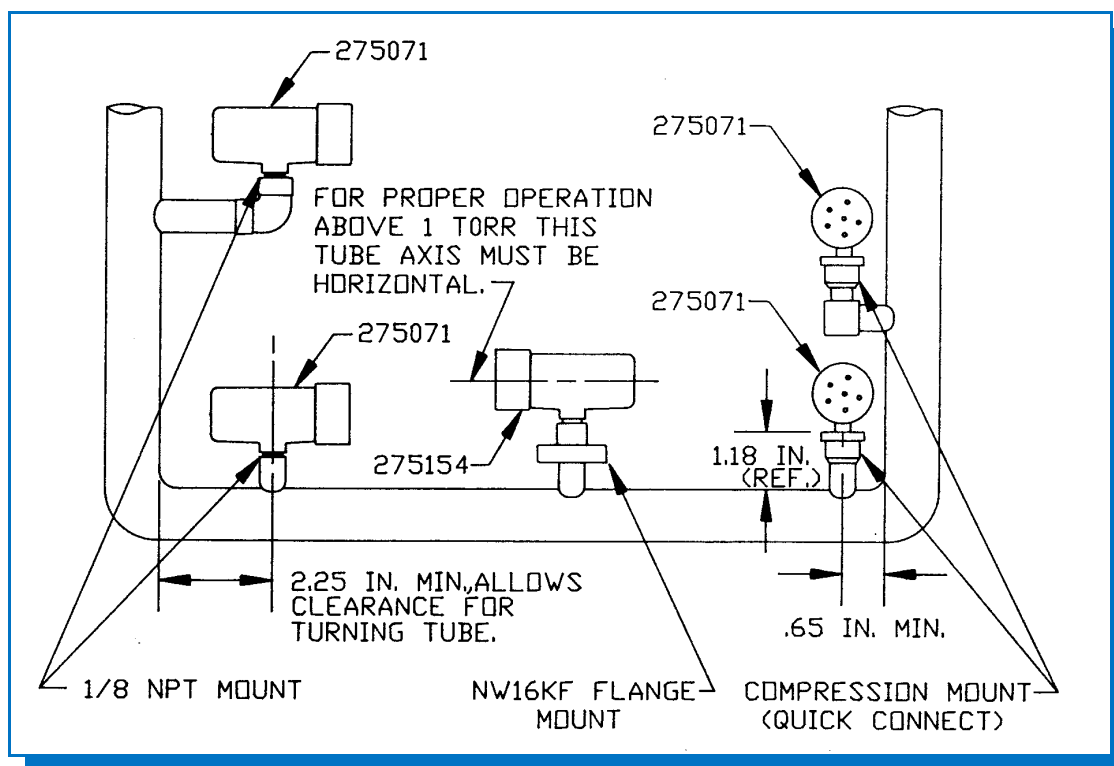 275071
275071
FOR PROPER OPERATION
ABOVE 1 TORR THIS
TUBE AXIS MUST BE
HORIZONTAL.
275071
275071
275154
1.18 IN.
(REF.)
2.25 IN. MIN.,ALLOWS
CLEARANCE FOR
TURNING TUBE.
.65 IN. MIN.
1/8 NPT MOUNT
NW16KF FLANGE
MOUNT
COMPRESSION MOUNT
(QUICK CONNECT)